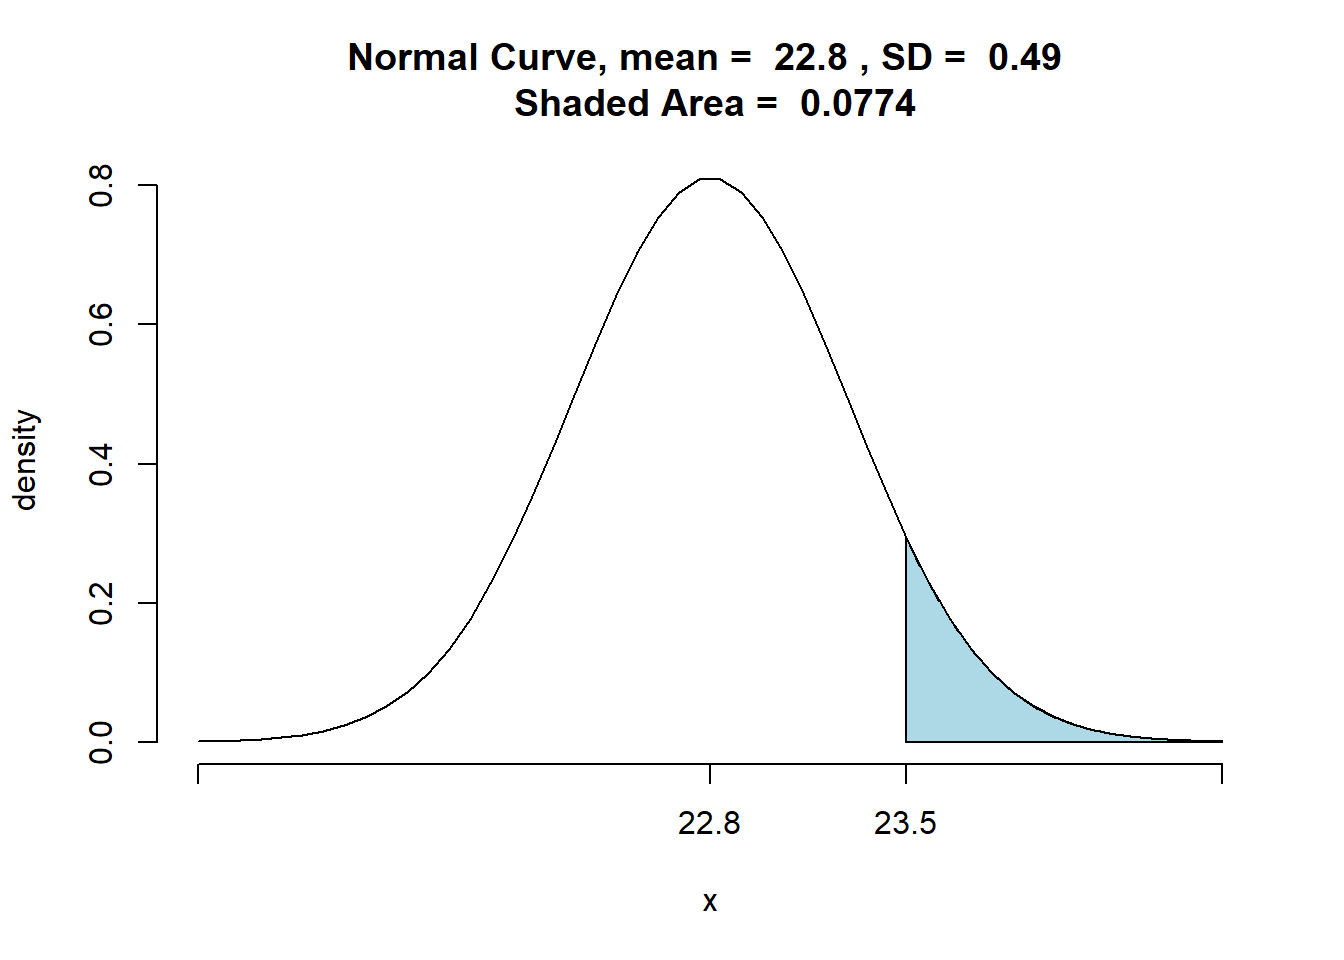 Normal Curve, mean =  22.8 , SD =  0.49
Shaded Area =  0.0774
0.8
0.6
0.4
0.2
0.0
density
22.8
23.5
x